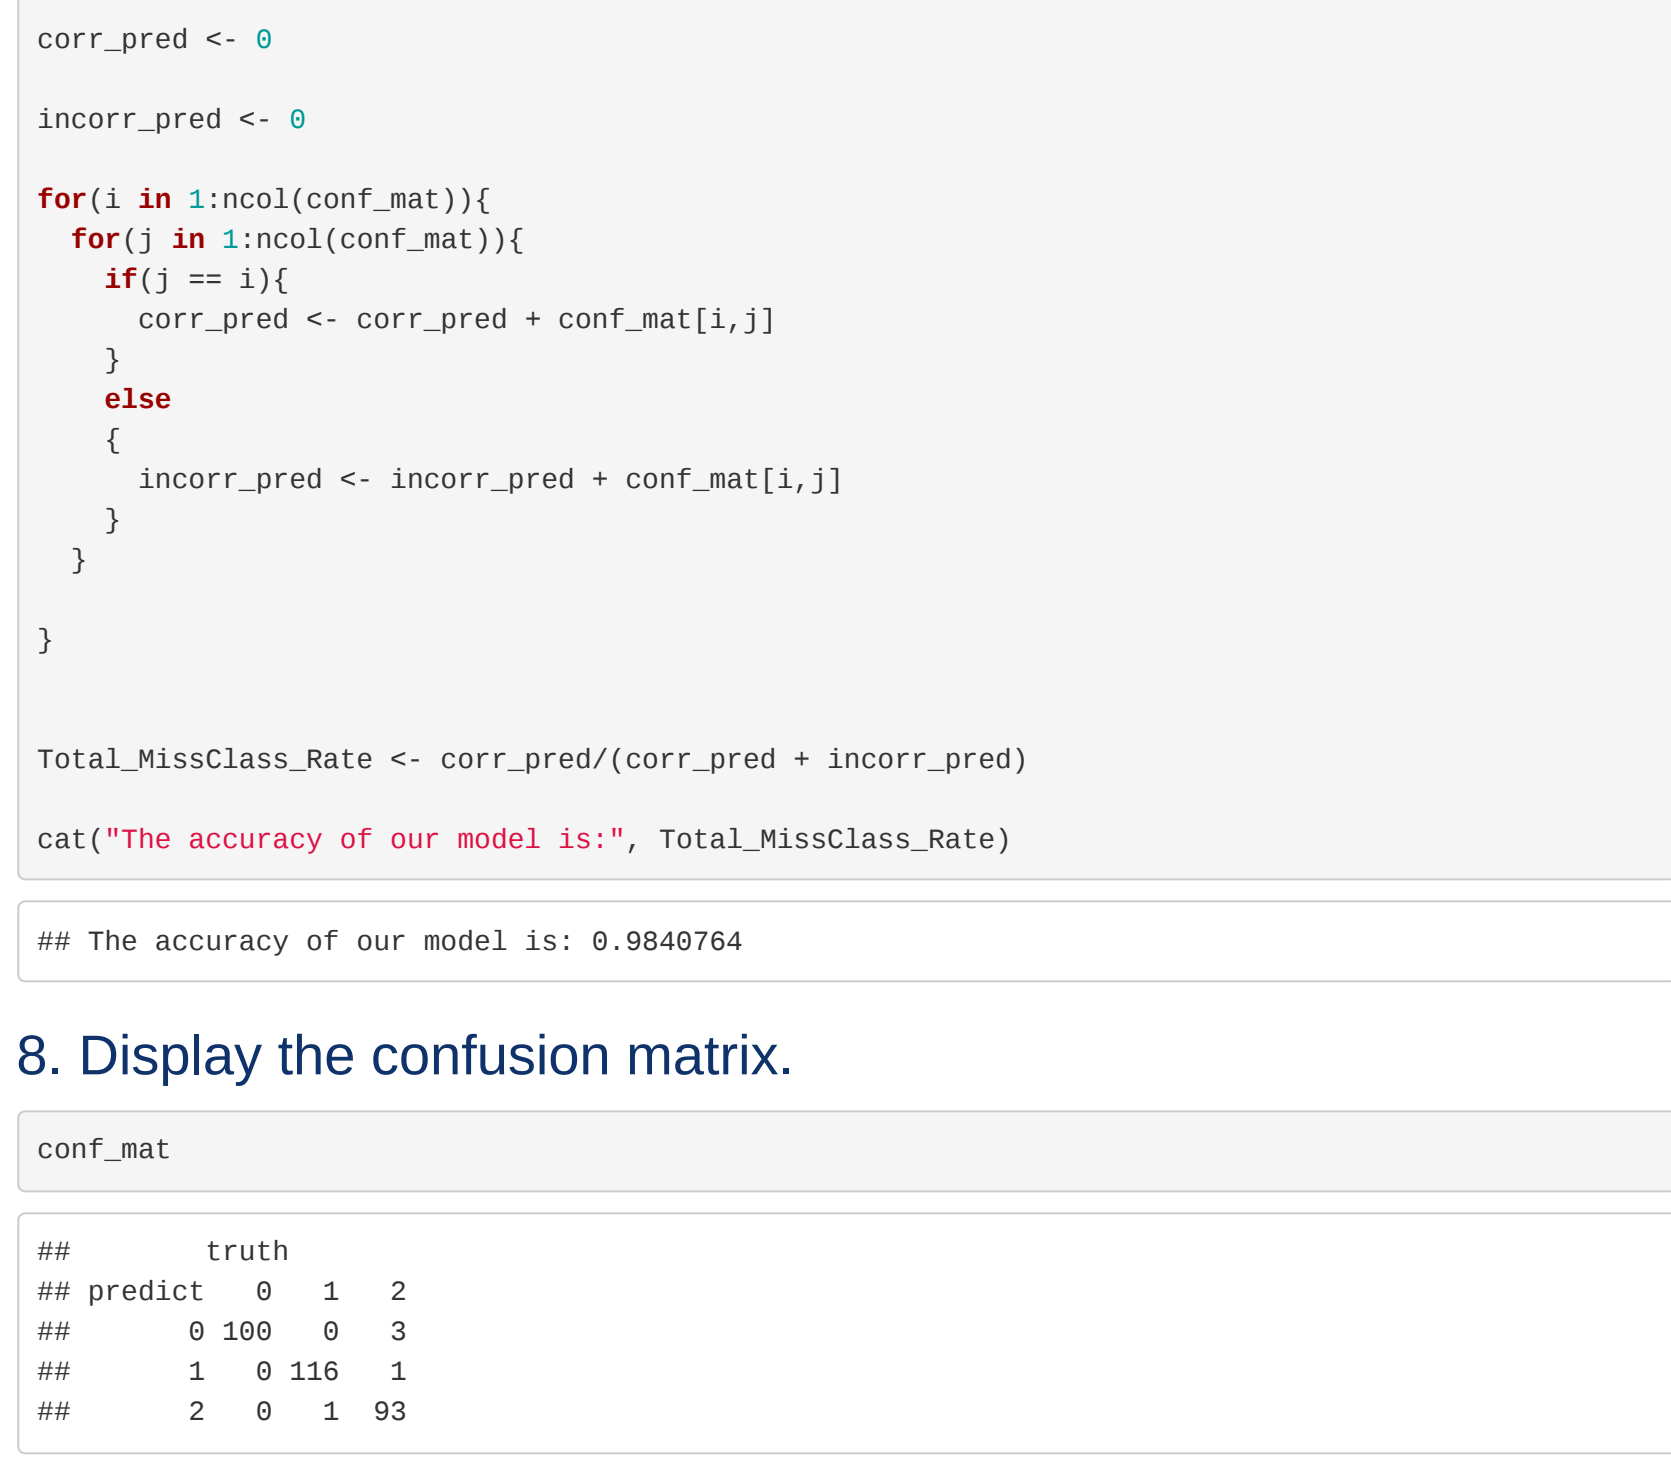 corr_pred <- 0
incorr_pred <- 0
for(i in 1:ncol(conf_mat)){
  for(j in 1:ncol(conf_mat)){
    if(j == i){
      corr_pred <- corr_pred + conf_mat[i,j]
    }
    else
    {
      incorr_pred <- incorr_pred + conf_mat[i,j]
    }
  }
}
Total_MissClass_Rate <- corr_pred/(corr_pred + incorr_pred)
cat("The accuracy of our model is:", Total_MissClass_Rate)
## The accuracy of our model is: 0.9840764
8. Display the confusion matrix.
conf_mat
##        truth
## predict   0   1   2
##       0 100   0   3
##       1   0 116   1
##       2   0   1  93